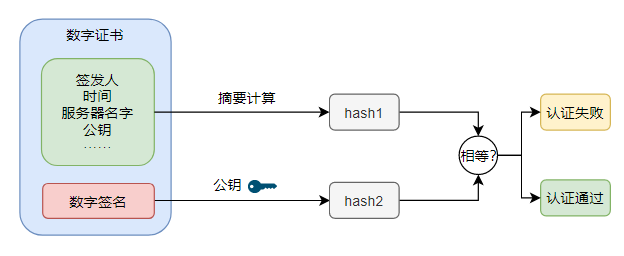 数字证书
签发人
时间
服务器名字
公钥
……
数字签名
摘要计算
公钥
hash1
hash2
相等?
认证失败
认证通过